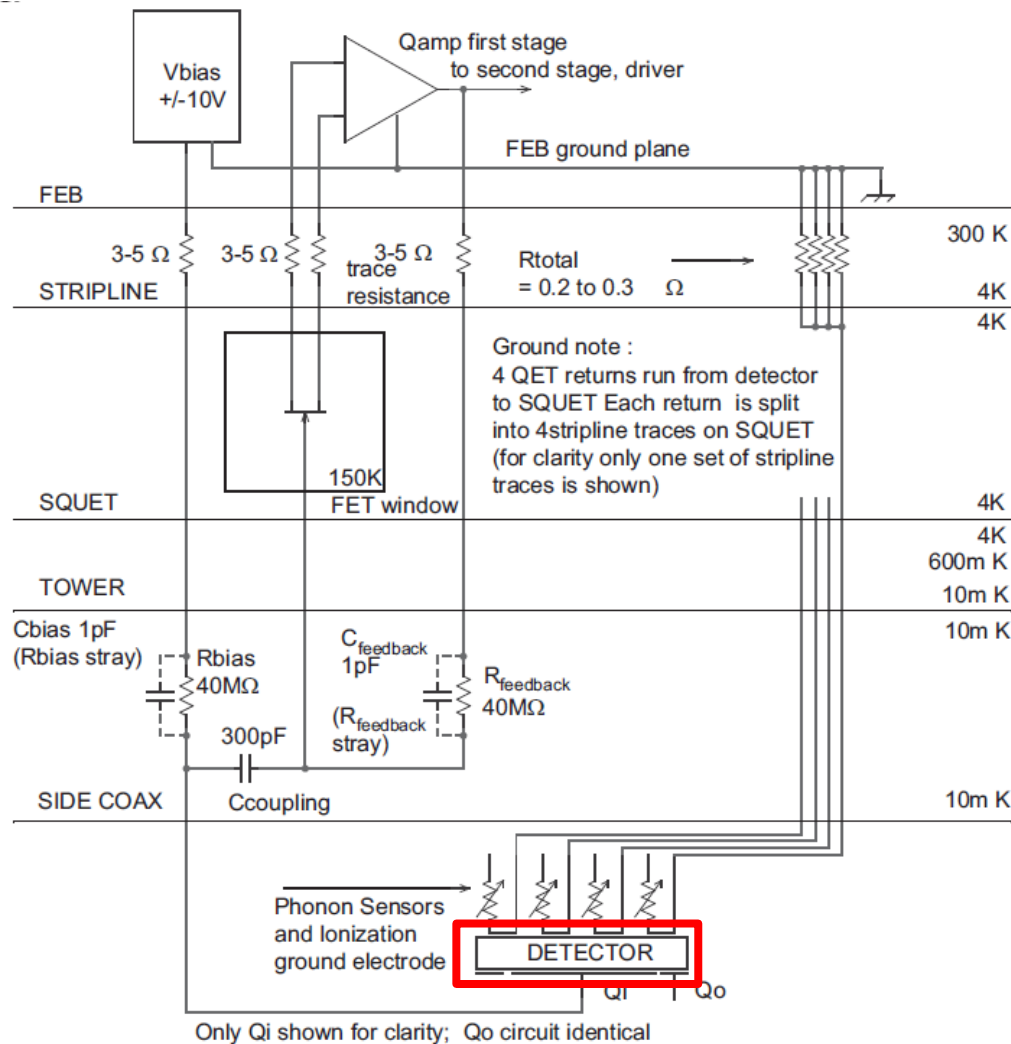 Vbias
+/-10V
Qamp first stage
to second stage, driver
FEB ground plane
FEB
300 K
3-5 Ω
3-5 Ω
3-5 Ω
trace
resistance
Rtotal
= 0.2 to 0.3 Ω
STRIPLINE
4K
4K
Ground note :
4 QET returns run from detector
to SQUET Each return is split
into 4stripline traces on SQUET
(for clarity only one set of stripline
traces is shown)
150K
FET window
SQUET
4K
4K
600m K
TOWER
10m K
10m K
Cbias 1pF
(Rbias stray)
Rbias
40MΩ
Cfeedback
1pF
Rfeedback
40MΩ
(Rfeedback
stray)
300pF
Ccoupling
SIDE COAX
10m K
Phonon Sensors
and Ionization
ground electrode
DETECTOR
Qi
Qo
Only Qi shown for clarity; Qo circuit identical